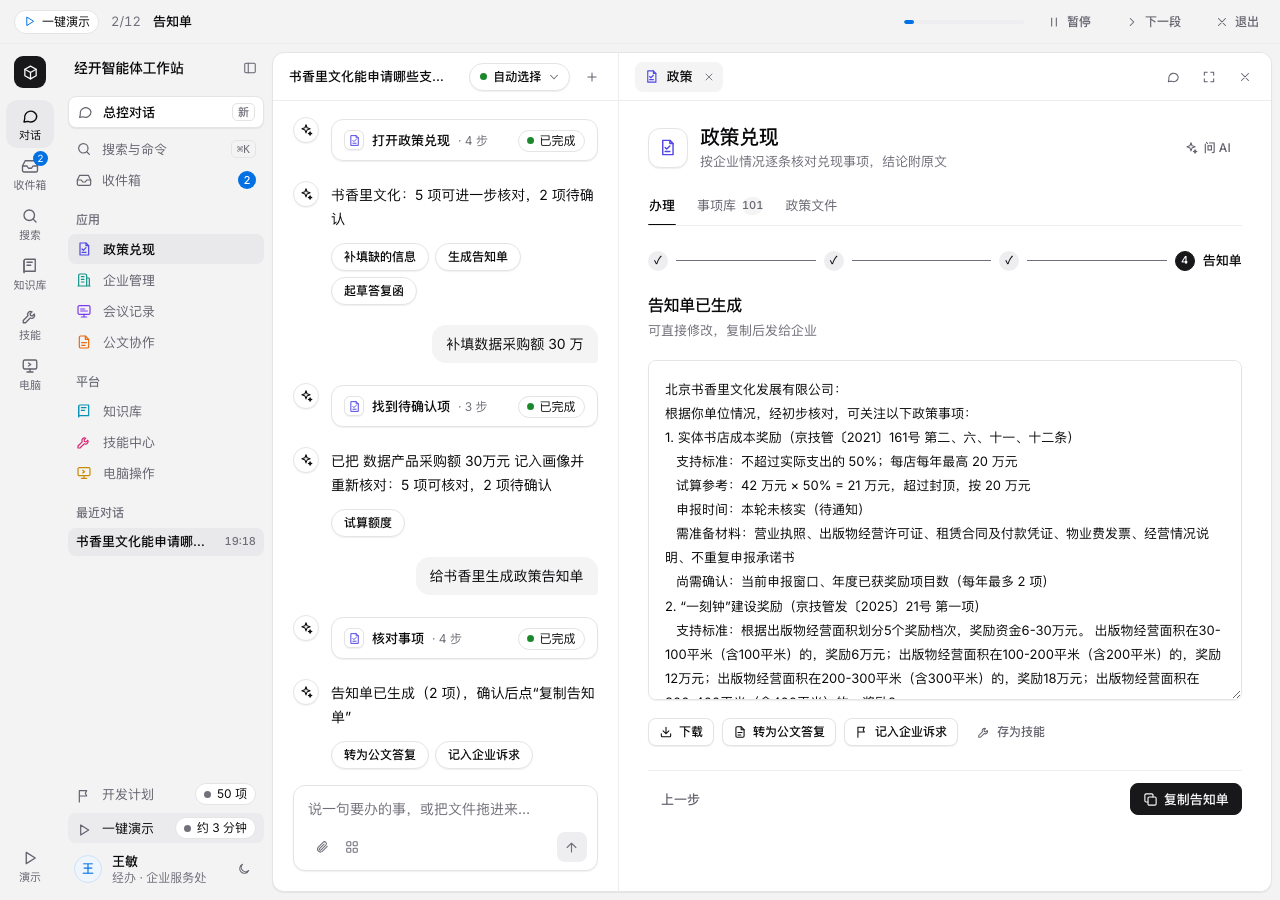 一键演示
2/12
告知单
暂停
下一段
退出
对话
2
收件箱
搜索
知识库
技能
电脑
演示
经开智能体工作站
总控对话
新
搜索与命令
⌘K
收件箱
2
应用
政策兑现
企业管理
会议记录
公文协作
平台
知识库
技能中心
电脑操作
最近对话
书香里文化能申请哪...
19:18
开发计划
50 项
一键演示
约 3 分钟
王
王敏
经办 · 企业服务处
书香里文化能申请哪些支...
自动选择
打开政策兑现 · 4 步
已完成
书香里文化：5 项可进一步核对，2 项待确
认
补填缺的信息
生成告知单
起草答复函
补填数据采购额 30 万
找到待确认项 · 3 步
已完成
已把 数据产品采购额 30万元 记入画像并
重新核对：5 项可核对，2 项待确认
试算额度
给书香里生成政策告知单
核对事项 · 4 步
已完成
告知单已生成（2 项），确认后点“复制告知
单”
转为公文答复
记入企业诉求
说一句要办的事，或把文件拖进来...
政策
政策兑现
按企业情况逐条核对兑现事项，结论附原文
问 AI
办理
事项库 101
政策文件
4 告知单
告知单已生成
可直接修改，复制后发给企业
北京书香里文化发展有限公司：
根据你单位情况，经初步核对，可关注以下政策事项：
1. 实体书店成本奖励（京技管〔2021〕161号 第二、六、十一、十二条）
支持标准：不超过实际支出的 50%；每店每年最高 20 万元
试算参考：42 万元 × 50% = 21 万元，超过封顶，按 20 万元
申报时间：本轮未核实（待通知）
需准备材料：营业执照、出版物经营许可证、租赁合同及付款凭证、物业费发票、经营情况说
明、不重复申报承诺书
尚需确认：当前申报窗口、年度已获奖励项目数（每年最多 2 项）
2. “一刻钟”建设奖励（京技管发〔2025〕21号 第一项）
支持标准：根据出版物经营面积划分5个奖励档次，奖励资金6-30万元。 出版物经营面积在30-
100平米（含100平米）的，奖励6万元；出版物经营面积在100-200平米（含200平米）的，奖励
12万元；出版物经营面积在200-300平米（含300平米）的，奖励18万元；出版物经营面积在
下载
转为公文答复
记入企业诉求
存为技能
上一步
复制告知单